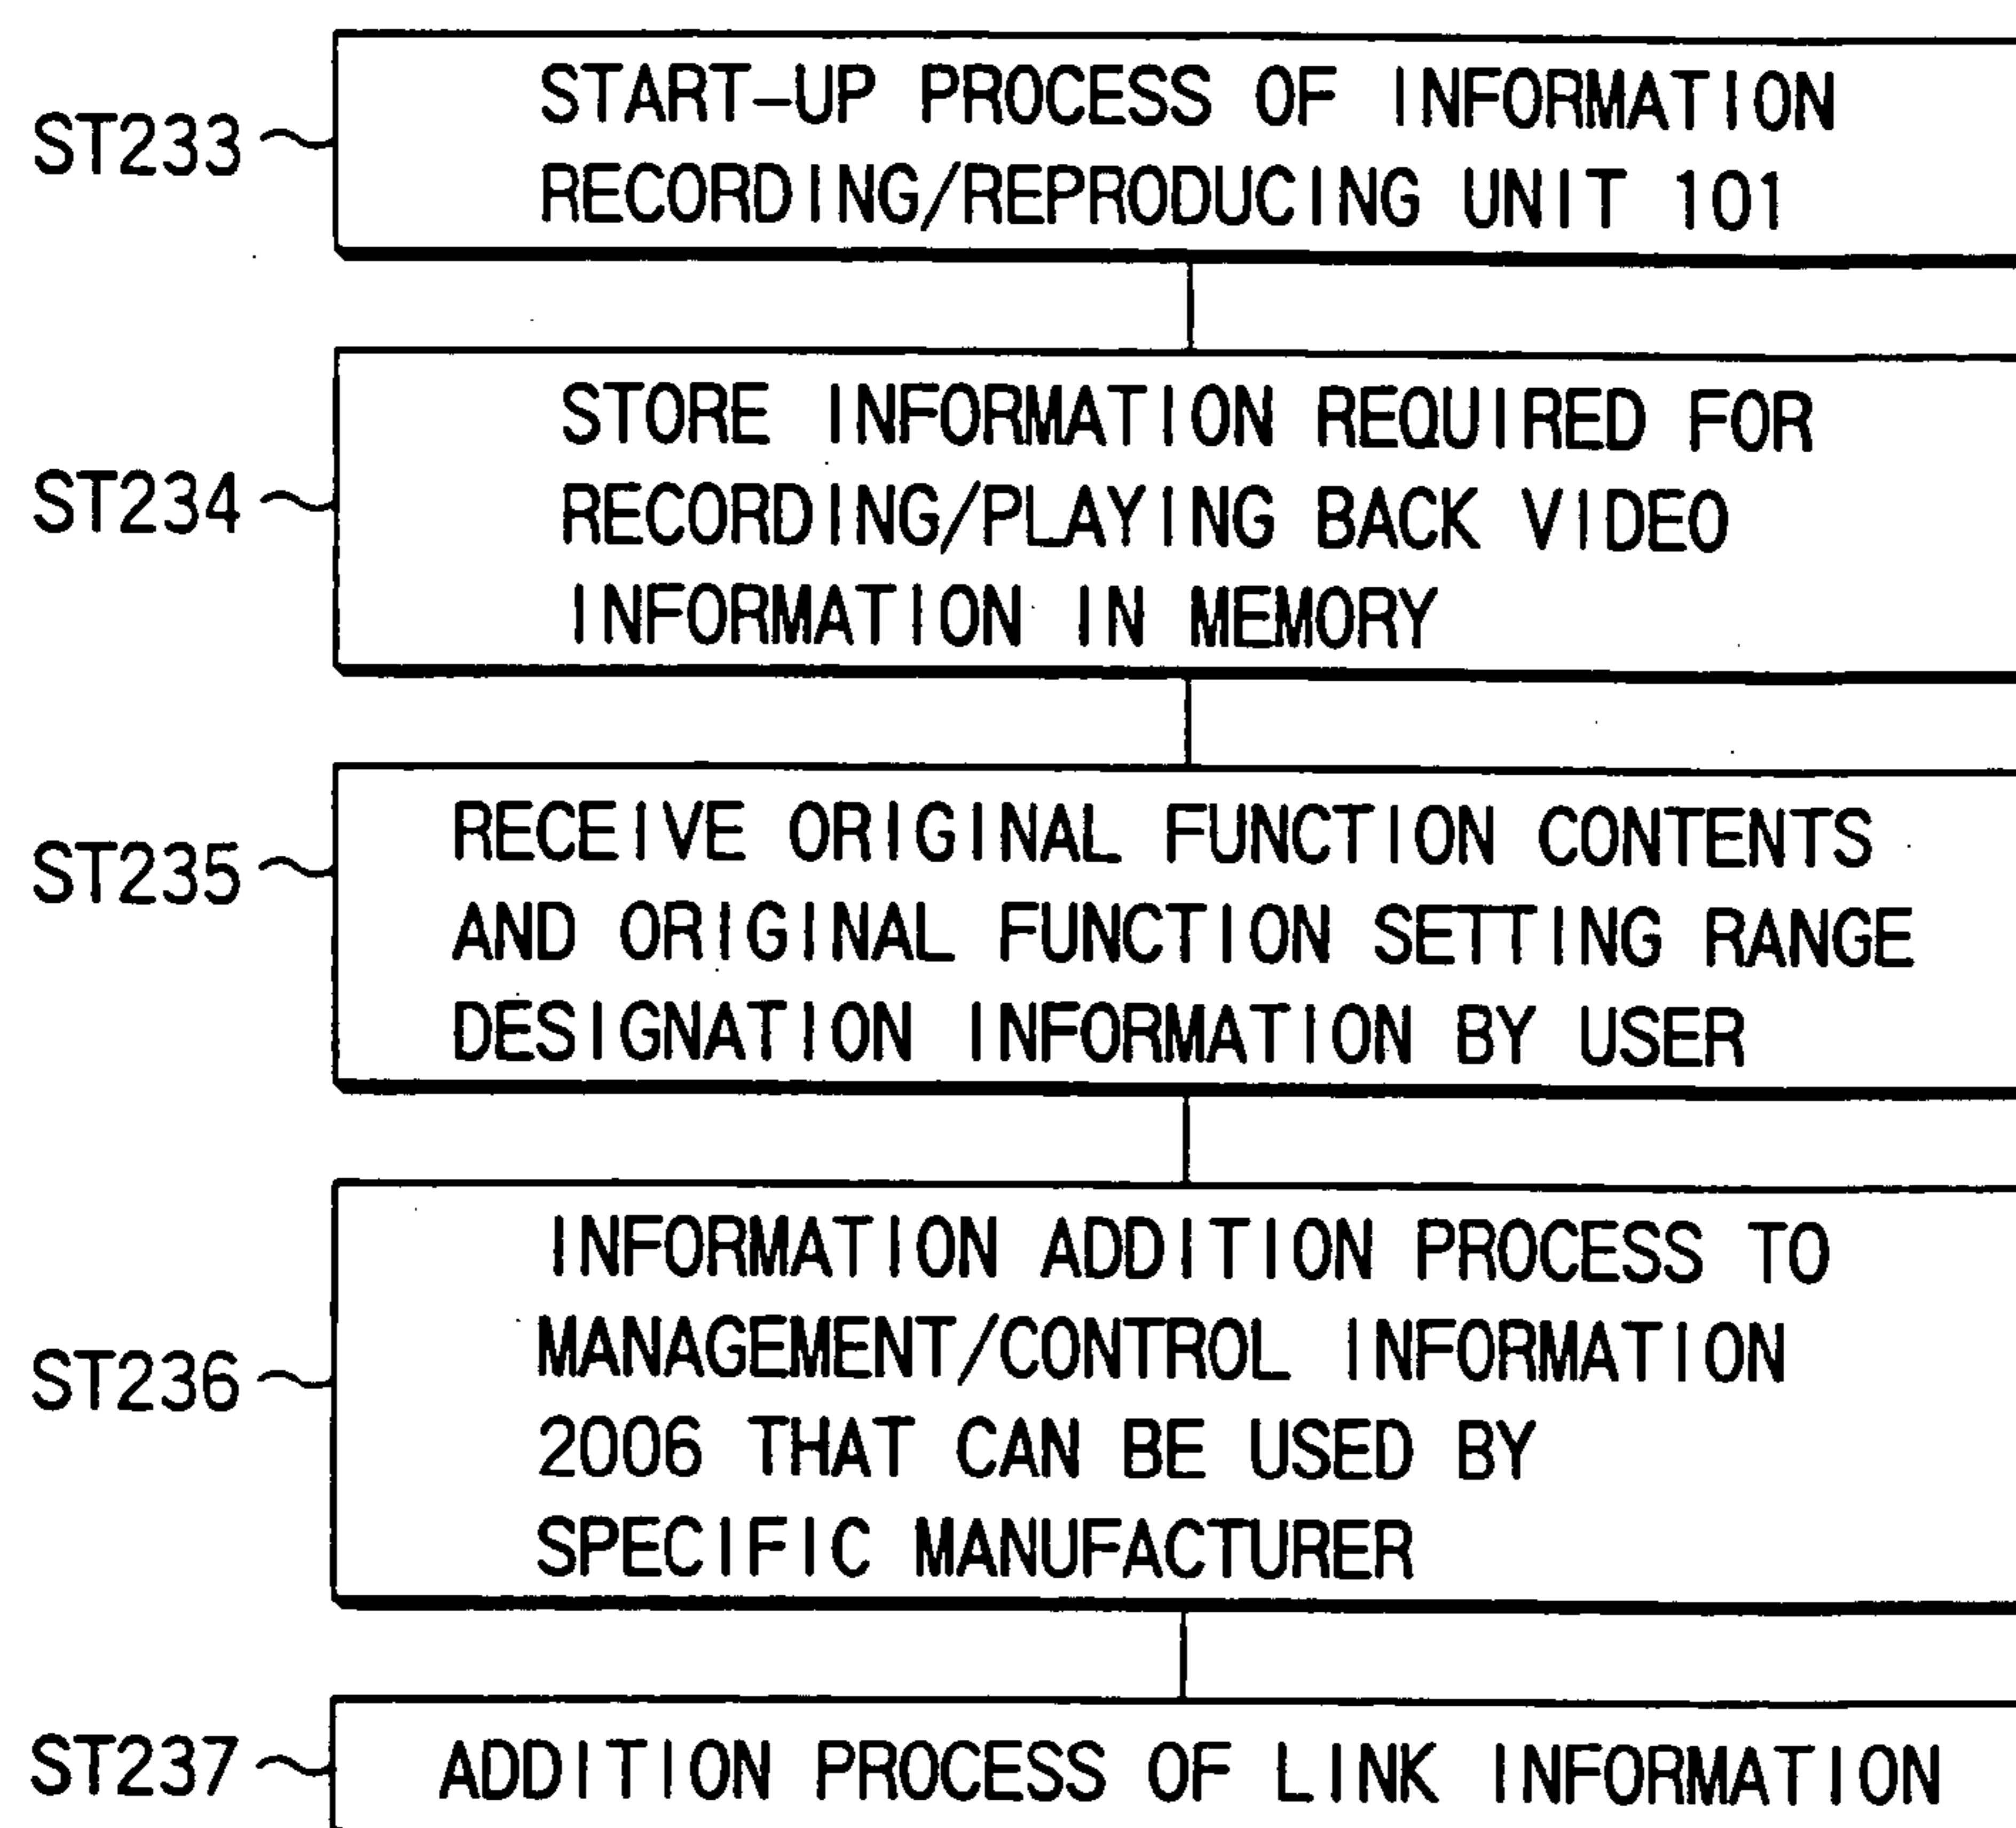 ST233
START-UP PROCESS OF INFORMATION
RECORDING/REPRODUCING UNIT 101
ST234
STORE INFORMATION REQUIRED FOR
RECORDING/PLAYING BACK VIDEO
INFORMATION IN MEMORY
ST235
RECEIVE ORIGINAL FUNCTION CONTENTS
AND ORIGINAL FUNCTION SETTING RANGE
DESIGNATION INFORMATION BY USER
ST236
INFORMATION ADDITION PROCESS TO
MANAGEMENT/CONTROL INFORMATION
2006 THAT CAN BE USED BY
SPECIFIC MANUFACTURER
ST237
ADDITION PROCESS OF LINK INFORMATION